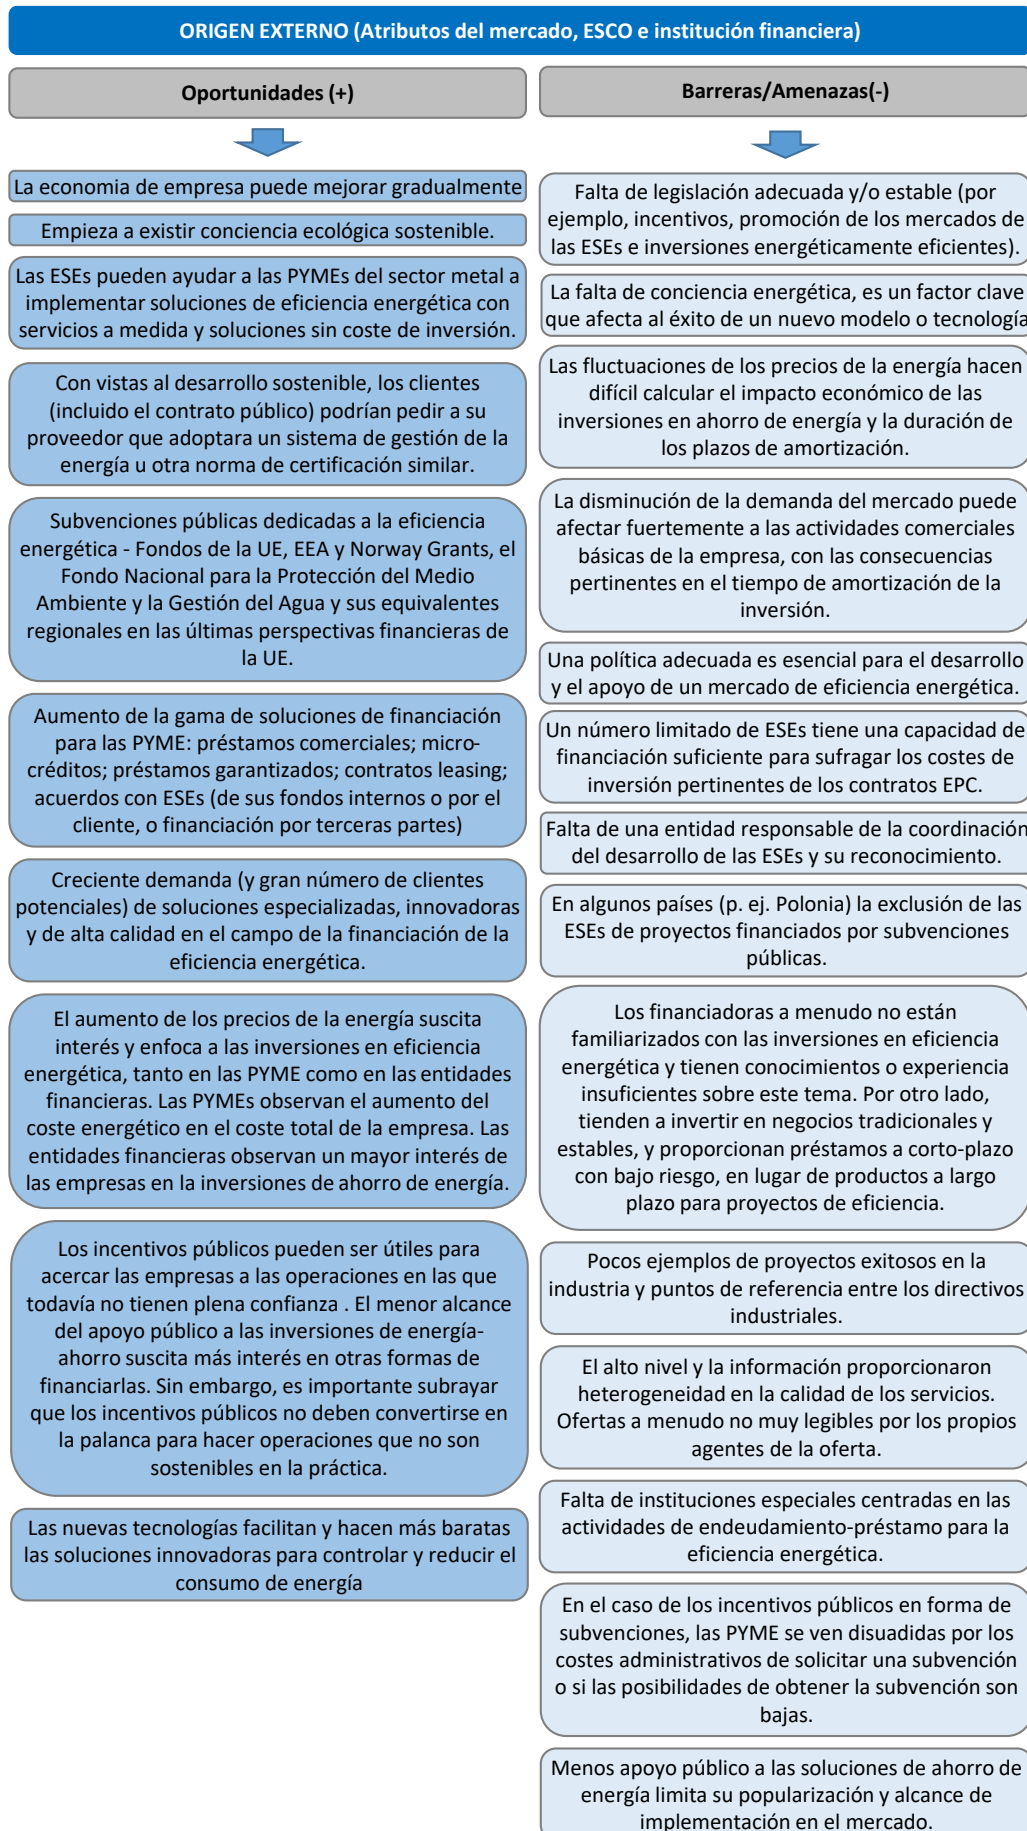 ORIGEN EXTERNO (Atributos del mercado, ESCO e institución financiera)
Oportunidades (+)
La economia de empresa puede mejorar gradualmente
Empieza a existir conciencia ecológica sostenible.
Las ESEs pueden ayudar a las PYMEs del sector metal a
implementar soluciones de eficiencia energética con
servicios a medida y soluciones sin coste de inversión.
Con vistas al desarrollo sostenible, los clientes
(incluido el contrato público) podrían pedir a su
proveedor que adoptara un sistema de gestión de la
energía u otra norma de certificación similar.
Subvenciones públicas dedicadas a la eficiencia
energética - Fondos de la UE, EEA y Norway Grants, el
Fondo Nacional para la Protección del Medio
Ambiente y la Gestión del Agua y sus equivalentes
regionales en las últimas perspectivas financieras de
la UE.
Aumento de la gama de soluciones de financiación
para las PYME: préstamos comerciales; micro-
créditos; préstamos garantizados; contratos leasing;
acuerdos con ESEs (de sus fondos internos o por el
cliente, o financiación por terceras partes)
Creciente demanda (y gran número de clientes
potenciales) de soluciones especializadas, innovadoras
y de alta calidad en el campo de la financiación de la
eficiencia energética.
El aumento de los precios de la energía suscita
interés y enfoca a las inversiones en eficiencia
energética, tanto en las PYME como en las entidades
financieras. Las PYMEs observan el aumento del
coste energético en el coste total de la empresa. Las
entidades financieras observan un mayor interés de
las empresas en la inversiones de ahorro de energía.
Los incentivos públicos pueden ser útiles para
acercar las empresas a las operaciones en las que
todavía no tienen plena confianza . El menor alcance
del apoyo público a las inversiones de energía-
ahorro suscita más interés en otras formas de
financiarlas. Sin embargo, es importante subrayar
que los incentivos públicos no deben convertirse en
la palanca para hacer operaciones que no son
sostenibles en la práctica.
Las nuevas tecnologías facilitan y hacen más baratas
las soluciones innovadoras para controlar y reducir el
consumo de energía
Barreras/Amenazas(-)
Falta de legislación adecuada y/o estable (por
ejemplo, incentivos, promoción de los mercados de
las ESEs e inversiones energéticamente eficientes).
La falta de conciencia energética, es un factor clave
que afecta al éxito de un nuevo modelo o tecnología
Las fluctuaciones de los precios de la energía hacen
difícil calcular el impacto económico de las
inversiones en ahorro de energía y la duración de
los plazos de amortización.
La disminución de la demanda del mercado puede
afectar fuertemente a las actividades comerciales
básicas de la empresa, con las consecuencias
pertinentes en el tiempo de amortización de la
inversión.
Una política adecuada es esencial para el desarrollo
y el apoyo de un mercado de eficiencia energética.
Un número limitado de ESEs tiene una capacidad de
financiación suficiente para sufragar los costes de
inversión pertinentes de los contratos EPC.
Falta de una entidad responsable de la coordinación
del desarrollo de las ESEs y su reconocimiento.
En algunos países (p. ej. Polonia) la exclusión de las
ESEs de proyectos financiados por subvenciones
públicas.
Los financiadoras a menudo no están
familiarizados con las inversiones en eficiencia
energética y tienen conocimientos o experiencia
insuficientes sobre este tema. Por otro lado,
tienden a invertir en negocios tradicionales y
estables, y proporcionan préstamos a corto-plazo
con bajo riesgo, en lugar de productos a largo
plazo para proyectos de eficiencia.
Pocos ejemplos de proyectos exitosos en la
industria y puntos de referencia entre los directivos
industriales.
El alto nivel y la información proporcionaron
heterogeneidad en la calidad de los servicios.
Ofertas a menudo no muy legibles por los propios
agentes de la oferta.
Falta de instituciones especiales centradas en las
actividades de endeudamiento-préstamo para la
eficiencia energética.
En el caso de los incentivos públicos en forma de
subvenciones, las PYME se ven disuadidas por los
costes administrativos de solicitar una subvención
o si las posibilidades de obtener la subvención son
bajas.
Menos apoyo público a las soluciones de ahorro de
energía limita su popularización y alcance de
implementación en el mercado.